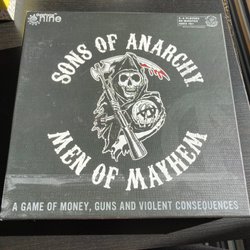 SONS OF ANARCHY
MEN OF MAYHEM
A GAME OF MONEY, GUNS AND VIOLENT CONSEQUENCES